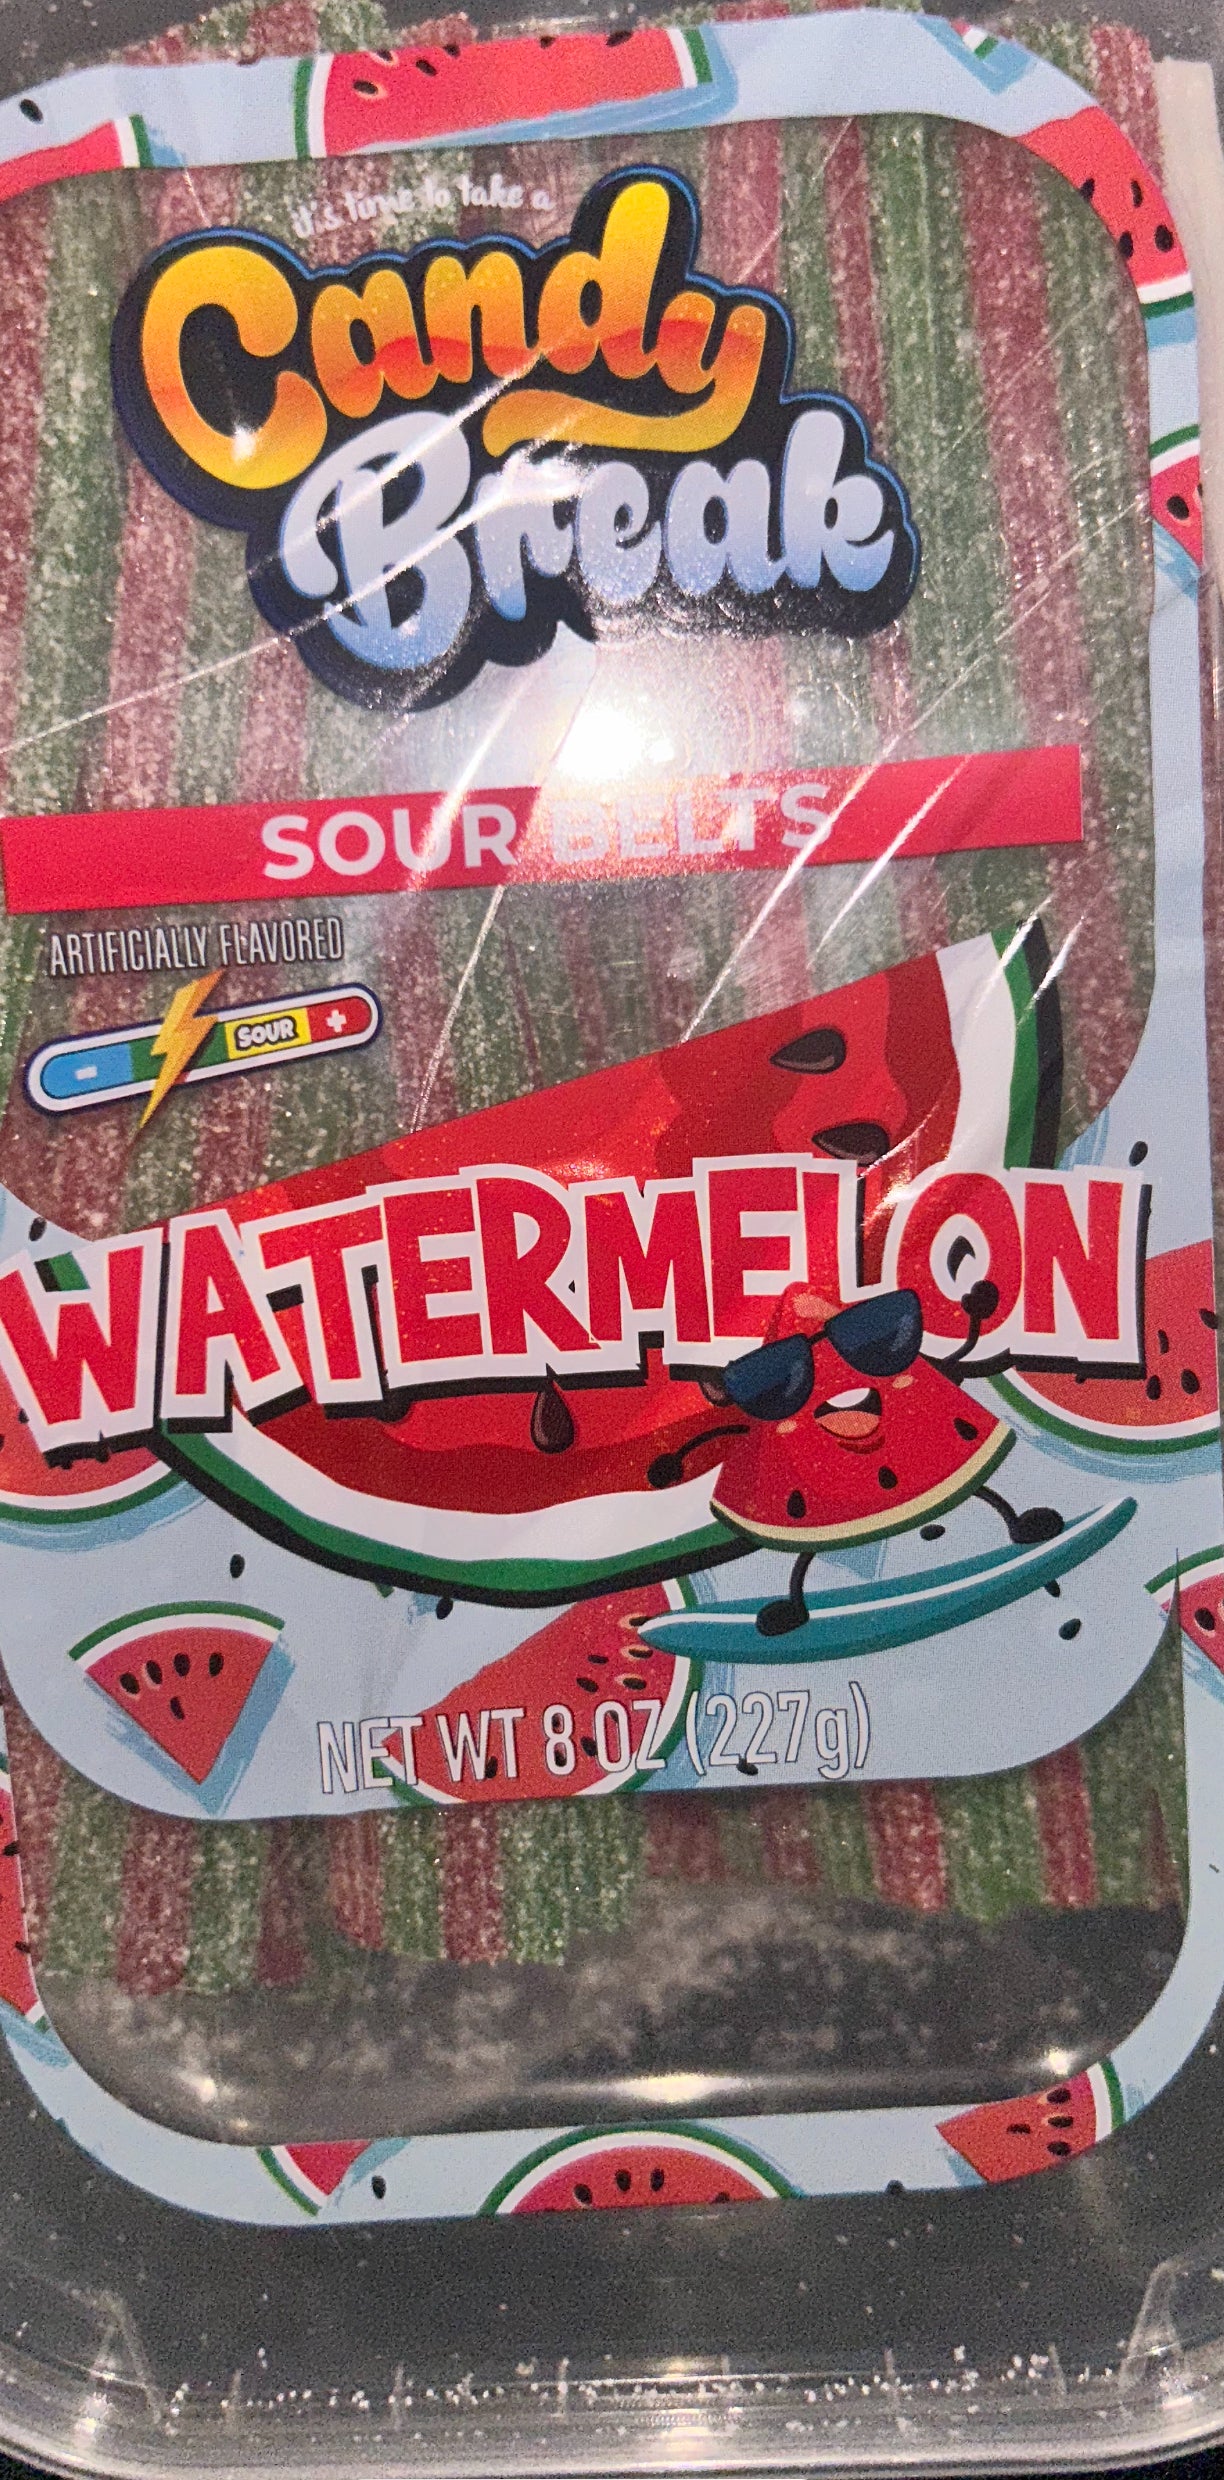 it's time to take a
Candy
Break
SOUR BELTS
ARTIFICIALLY FLAVORED
- SOUR +
WATERMELON
NET WT 8 OZ (227g)